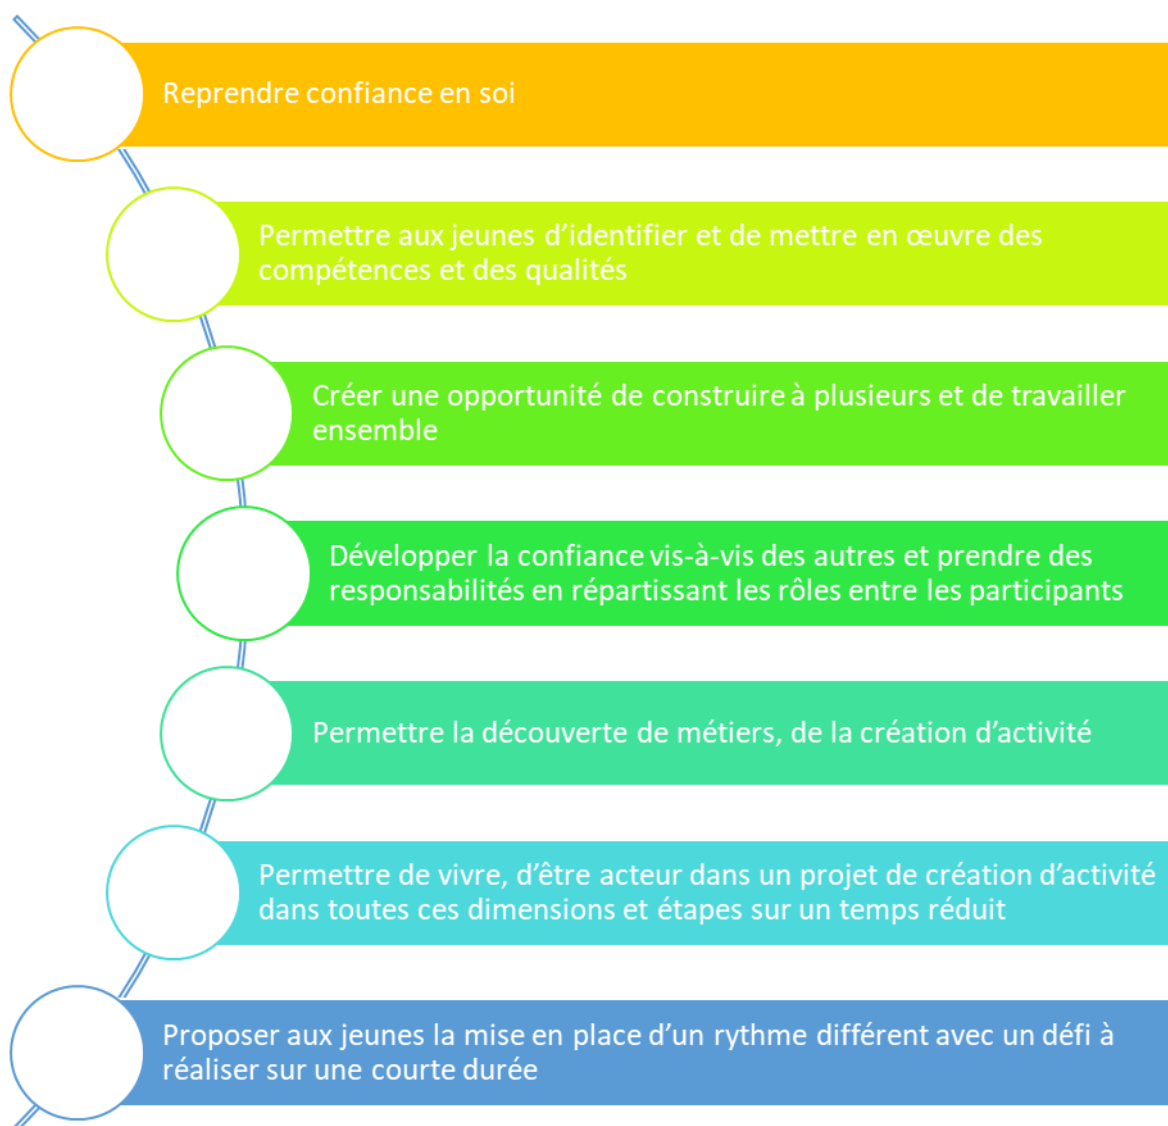 Reprendre confiance en soi
Permettre aux jeunes d’identifier et de mettre en œuvre des
compétences et des qualités
Créer une opportunité de construire à plusieurs et de travailler
ensemble
Développer la confiance vis-à-vis des autres et prendre des
responsabilités en répartissant les rôles entre les participants
Permettre la découverte de métiers, de la création d’activité
Permettre de vivre, d’être acteur dans un projet de création d’activité
dans toutes ces dimensions et étapes sur un temps réduit
Proposer aux jeunes la mise en place d’un rythme différent avec un défi à
réaliser sur une courte durée